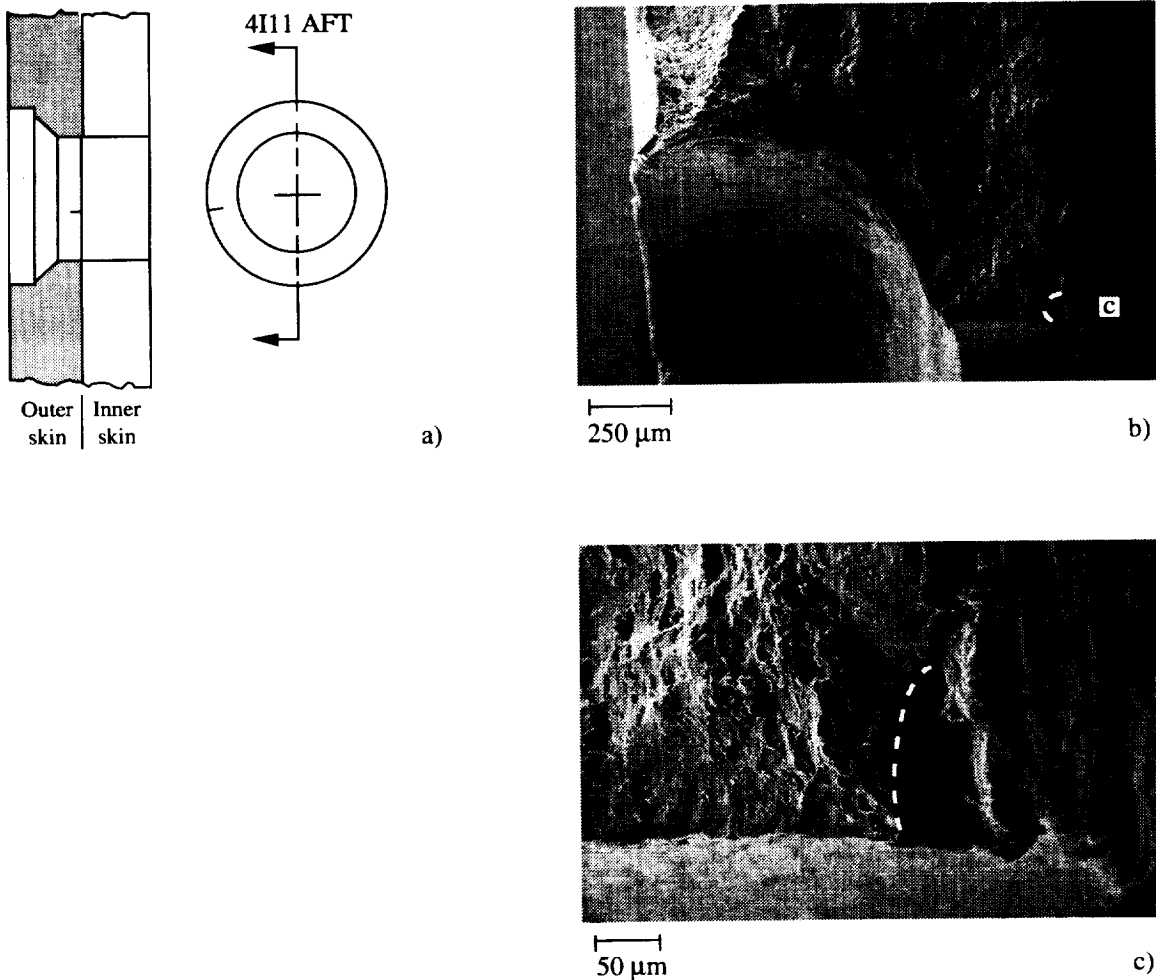 4I11 AFT
Outer skin
Inner skin
a)
c
250 µm
b)
50 µm
c)